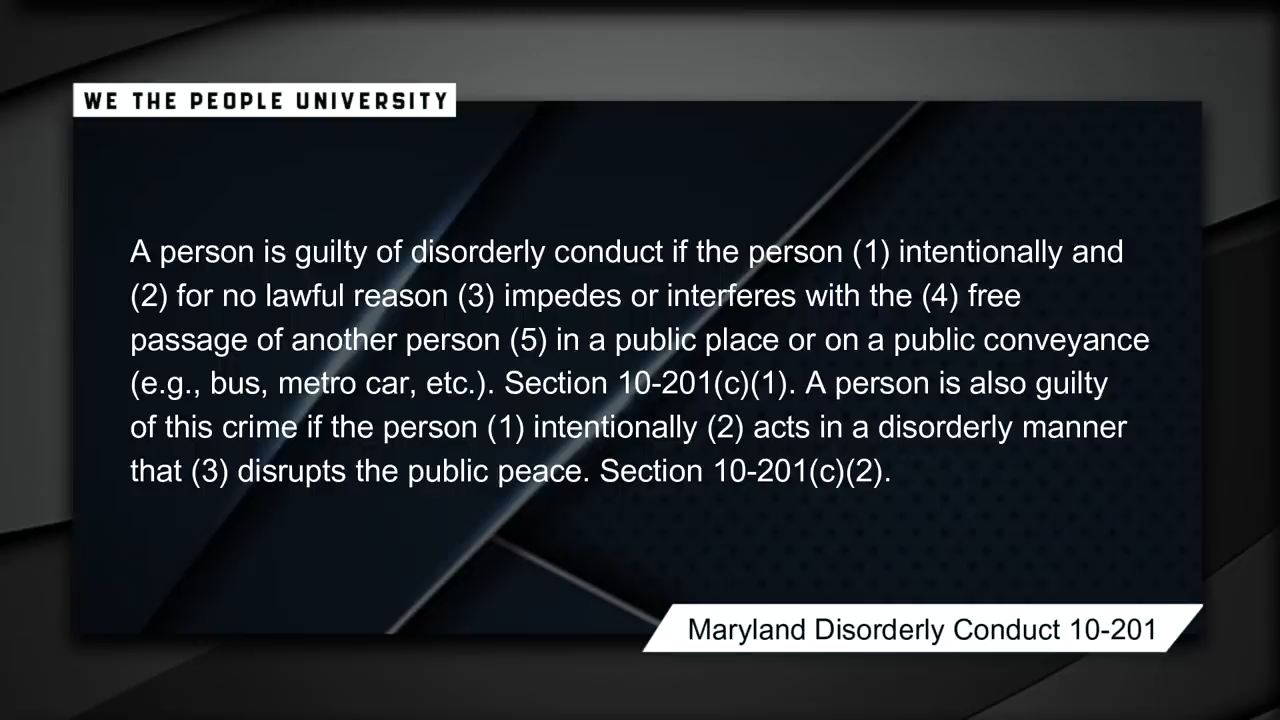 WE THE PEOPLE UNIVERSITY
A person is guilty of disorderly conduct if the person (1) intentionally and
(2) for no lawful reason (3) impedes or interferes with the (4) free
passage of another person (5) in a public place or on a public conveyance
(e.g., bus, metro car, etc.). Section 10-201(c)(1). A person is also guilty
of this crime if the person (1) intentionally (2) acts in a disorderly manner
that (3) disrupts the public peace. Section 10-201(c)(2).
Maryland Disorderly Conduct 10-201